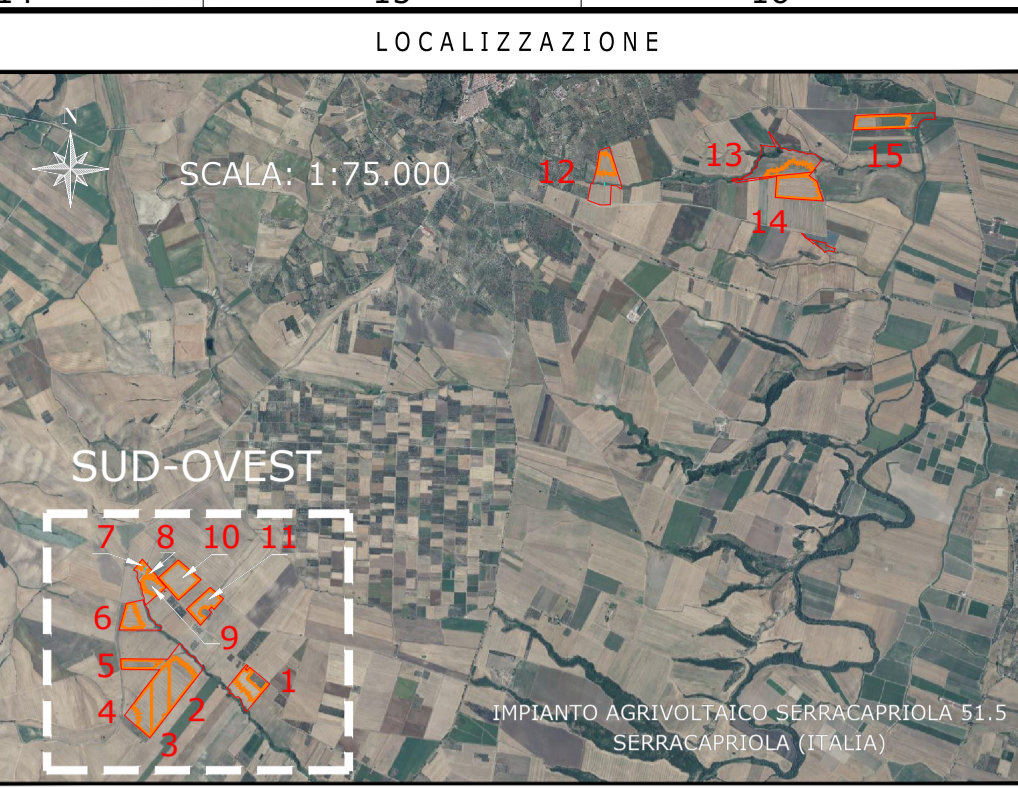 LOCALIZZAZIONE
N
SCALA: 1:75.000
12
13
14
15
SUD-OVEST
7 8 10 11
6
9
5
1
4
2
3
IMPIANTO AGRIVOLTAICO SERRACAPRIOLA 51.5
SERRACAPRIOLA (ITALIA)